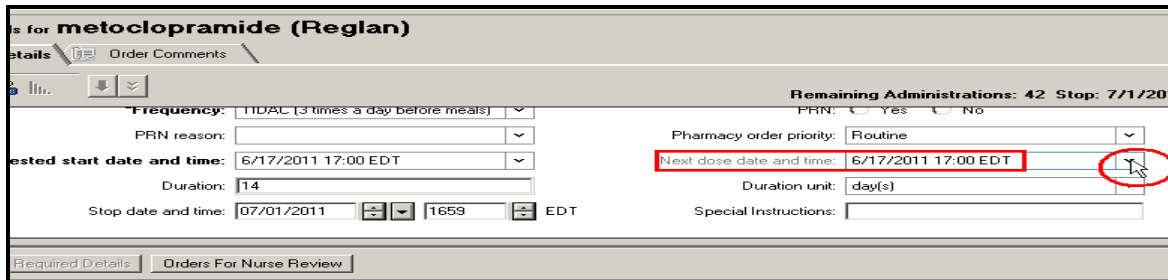 ls for metoclopramide (Reglan)
etails Order Comments
Remaining Administrations: 42 Stop: 7/1/20
*Frequency: TIDAC (3 times a day before meals) PRN: Yes No
PRN reason: Pharmacy order priority: Routine
ested start date and time: 6/17/2011 17:00 EDT Next dose date and time: 6/17/2011 17:00 EDT
Duration: 14 Duration unit: day(s)
Stop date and time: 07/01/2011 1659 EDT Special Instructions:
Required Details Orders For Nurse Review